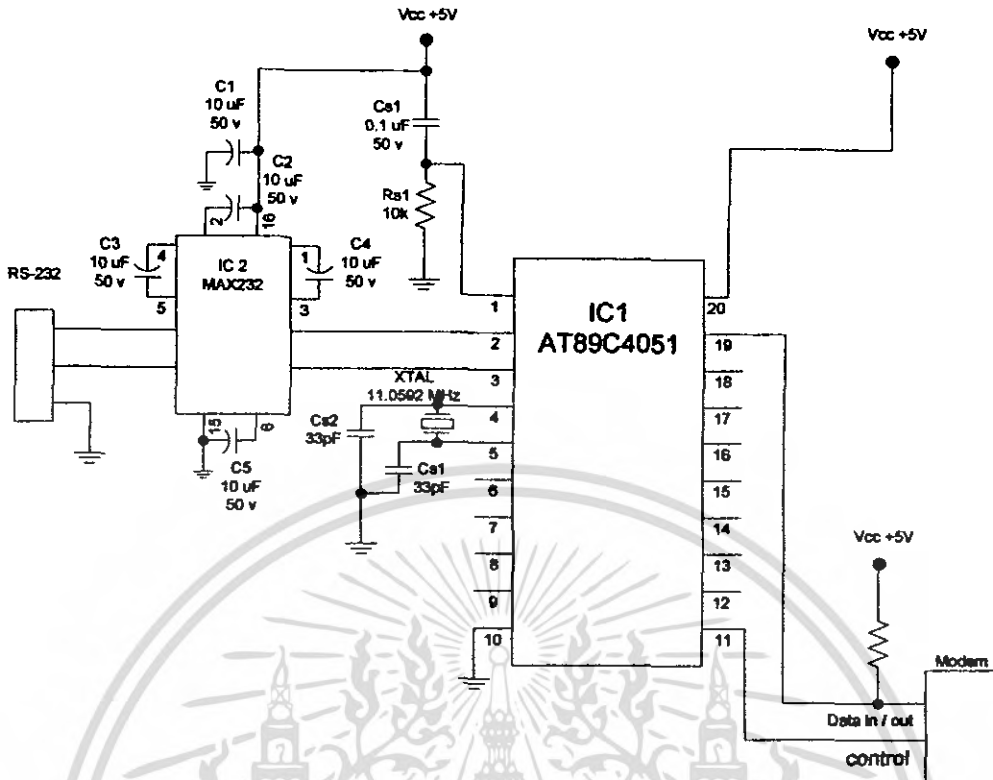 Vcc +5V
Vcc +5V
C1
10 uF
50 v
Cs1
0.1 uF
50 v
C2
10 uF
50 v
2
16
Rs1
10k
C3
10 uF
50 v
4
5
IC 2
MAX232
1
3
C4
10 uF
50 v
RS-232
15
6
C5
10 uF
50 v
IC1
AT89C4051
1
2
3
4
5
6
7
8
9
10
20
19
18
17
16
15
14
13
12
11
XTAL
11.0592 MHz
Cs2
33pF
Cs1
33pF
Vcc +5V
Modem
Data in / out
control